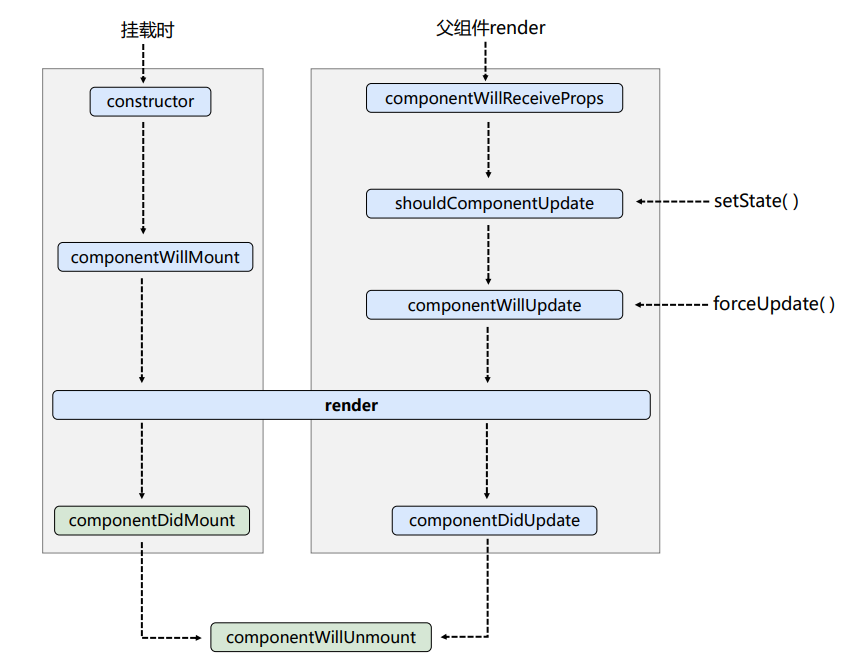 挂载时
父组件render
constructor
componentWillReceiveProps
shouldComponentUpdate
setState( )
componentWillMount
componentWillUpdate
forceUpdate( )
render
componentDidMount
componentDidUpdate
componentWillUnmount